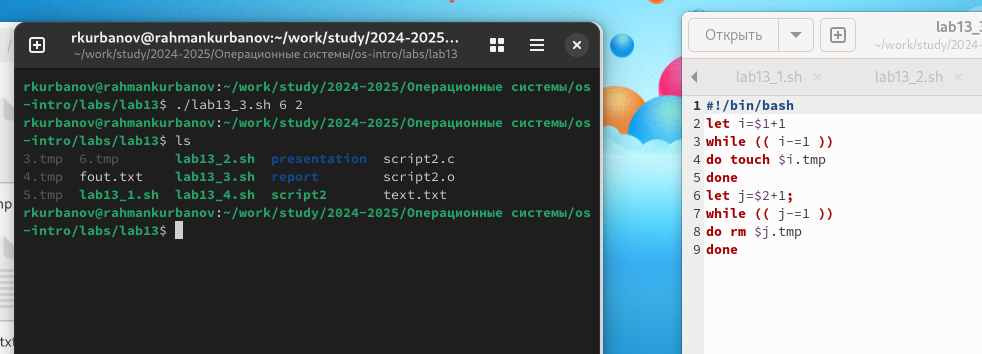 rkurbanov@rahmankurbanov:~/work/study/2024-2025...
~/work/study/2024-2025/Операционные системы/os-intro/labs/lab13
rkurbanov@rahmankurbanov:~/work/study/2024-2025/Операционные системы/os
-intro/labs/lab13$ ./lab13_3.sh 6 2
rkurbanov@rahmankurbanov:~/work/study/2024-2025/Операционные системы/os
-intro/labs/lab13$ ls
3.tmp 6.tmp lab13_2.sh presentation script2.c
4.tmp fout.txt lab13_3.sh report script2.o
5.tmp lab13_1.sh lab13_4.sh script2 text.txt
rkurbanov@rahmankurbanov:~/work/study/2024-2025/Операционные системы/os
-intro/labs/lab13$
Открыть
lab13_3
~/work/study/2024-
lab13_1.sh
lab13_2.sh
1 #!/bin/bash
2 let i=$1+1
3 while (( i-=1 ))
4 do touch $i.tmp
5 done
6 let j=$2+1;
7 while (( j-=1 ))
8 do rm $j.tmp
9 done